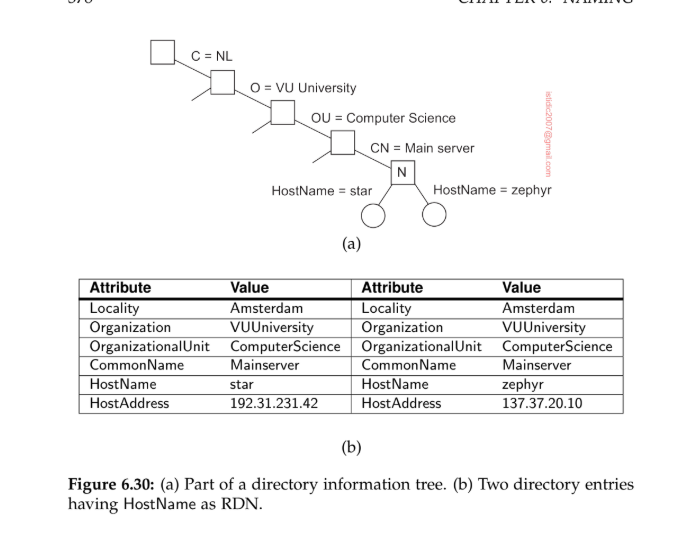 C = NL
O = VU University
OU = Computer Science
CN = Main server
N
HostName = star
HostName = zephyr
(a)
Attribute Value Attribute Value
Locality Amsterdam Locality Amsterdam
Organization VUUniversity Organization VUUniversity
OrganizationalUnit ComputerScience OrganizationalUnit ComputerScience
CommonName Mainserver CommonName Mainserver
HostName star HostName zephyr
HostAddress 192.31.231.42 HostAddress 137.37.20.10
(b)
Figure 6.30: (a) Part of a directory information tree. (b) Two directory entries
having HostName as RDN.